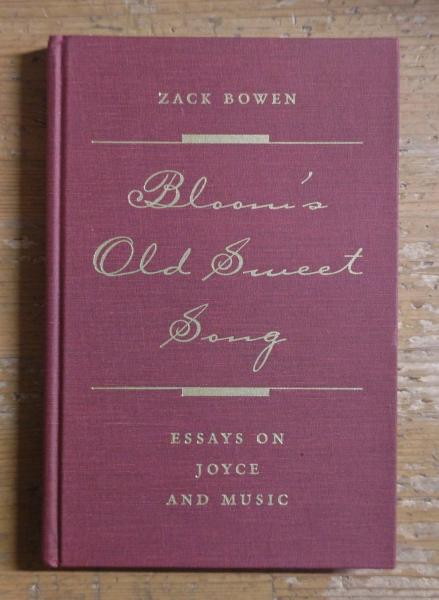 ZACK BOWEN
Bloom's
Old Sweet
Song
ESSAYS ON
JOYCE
AND MUSIC